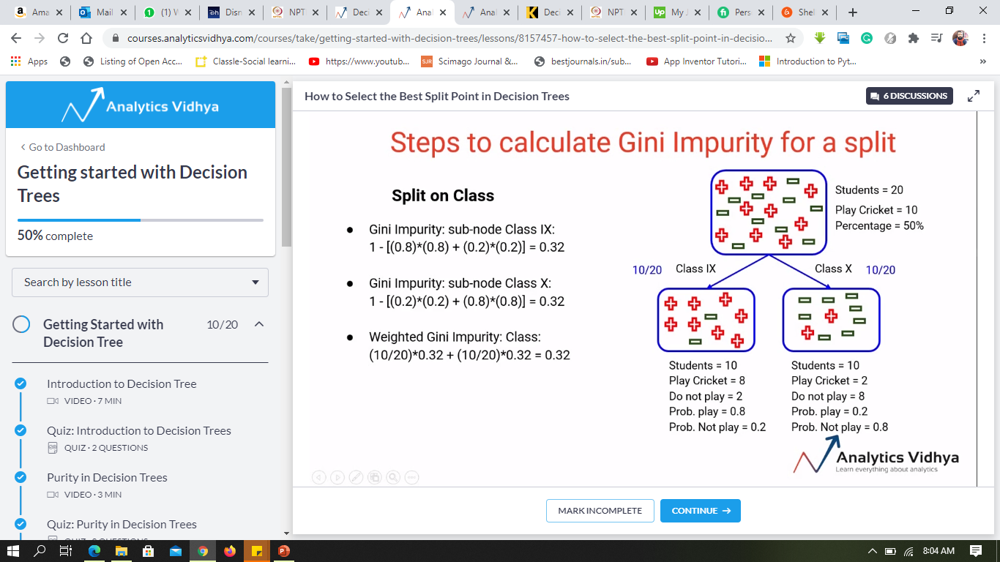 Ama
Mail
(1) W
Disn
NPT
Deci
Anal
Anal
Deci
NPT
My J
Pers
Shel
courses.analyticsvidhya.com/courses/take/getting-started-with-decision-trees/lessons/8157457-how-to-select-the-best-split-point-in-decisio...
Apps
Listing of Open Acc...
Classle-Social learni...
https://www.youtub...
SJR
Scimago Journal &...
bestjournals.in/sub...
App Inventor Tutori...
Introduction to Pyt...
»
Analytics Vidhya
< Go to Dashboard
Getting started with Decision
Trees
50% complete
Search by lesson title
Getting Started with
Decision Tree
10/20
Introduction to Decision Tree
VIDEO · 7 MIN
Quiz: Introduction to Decision Trees
QUIZ · 2 QUESTIONS
Purity in Decision Trees
VIDEO · 3 MIN
Quiz: Purity in Decision Trees
How to Select the Best Split Point in Decision Trees
6 DISCUSSIONS
Steps to calculate Gini Impurity for a split
Split on Class
● Gini Impurity: sub-node Class IX:
1 - [(0.8)*(0.8) + (0.2)*(0.2)] = 0.32
● Gini Impurity: sub-node Class X:
1 - [(0.2)*(0.2) + (0.8)*(0.8)] = 0.32
● Weighted Gini Impurity: Class:
(10/20)*0.32 + (10/20)*0.32 = 0.32
Students = 20
Play Cricket = 10
Percentage = 50%
10/20 Class IX
Class X 10/20
Students = 10
Play Cricket = 8
Do not play = 2
Prob. play = 0.8
Prob. Not play = 0.2
Students = 10
Play Cricket = 2
Do not play = 8
Prob. play = 0.2
Prob. Not play = 0.8
Analytics Vidhya
Learn everything about analytics
MARK INCOMPLETE
CONTINUE →
8:04 AM